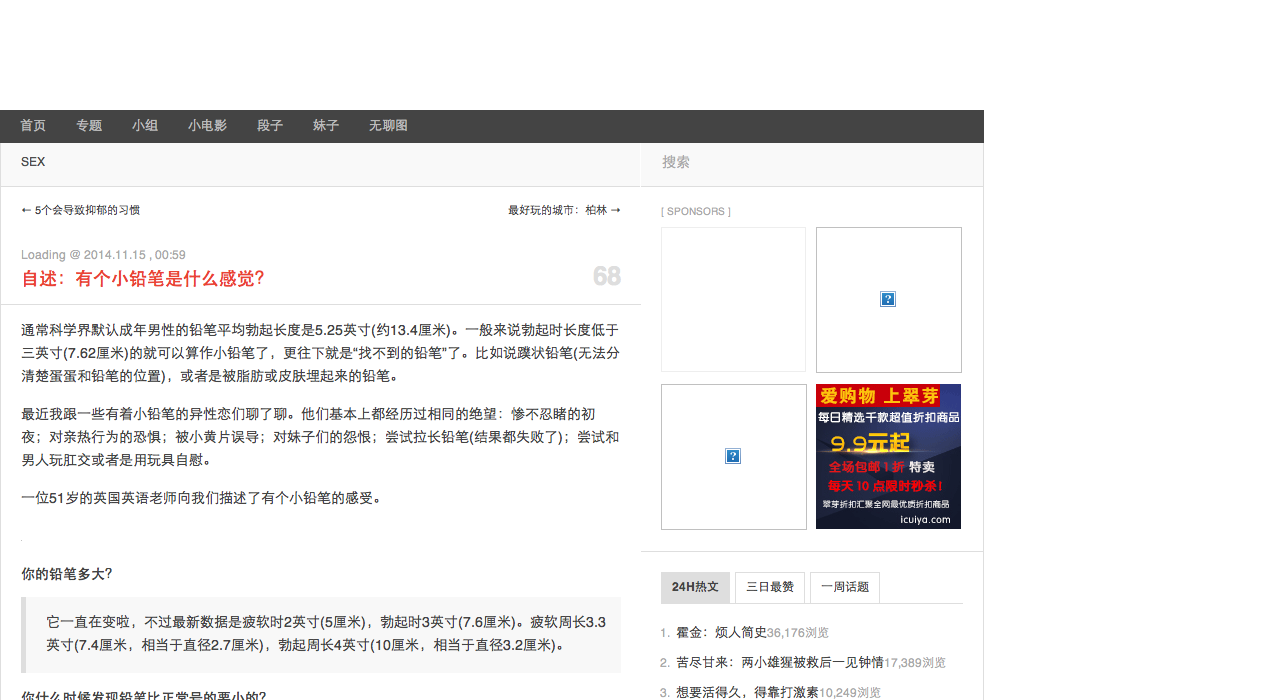 首页 专题 小组 小电影 段子 妹子 无聊图
SEX
搜索
← 5个会导致抑郁的习惯
最好玩的城市：柏林 →
Loading @ 2014.11.15 , 00:59
自述：有个小铅笔是什么感觉？
68
通常科学界默认成年男性的铅笔平均勃起长度是5.25英寸(约13.4厘米)。一般来说勃起时长度低于
三英寸(7.62厘米)的就可以算作小铅笔了，更往下就是“找不到的铅笔”了。比如说蹼状铅笔(无法分
清楚蛋蛋和铅笔的位置)，或者是被脂肪或皮肤埋起来的铅笔。
最近我跟一些有着小铅笔的异性恋们聊了聊。他们基本上都经历过相同的绝望：惨不忍睹的初
夜；对亲热行为的恐惧；被小黄片误导；对妹子们的怨恨；尝试拉长铅笔(结果都失败了)；尝试和
男人玩肛交或者是用玩具自慰。
一位51岁的英国英语老师向我们描述了有个小铅笔的感受。
你的铅笔多大？
它一直在变啦，不过最新数据是疲软时2英寸(5厘米)，勃起时3英寸(7.6厘米)。疲软周长3.3
英寸(7.4厘米，相当于直径2.7厘米)，勃起周长4英寸(10厘米，相当于直径3.2厘米)。
你什么时候发现铅笔比正常号的要小的？
[ SPONSORS ]
爱购物 上翠芽
每日精选千款超值折扣商品
9.9元起
全场包邮1折 特卖
每天10点限时秒杀！
翠芽折扣汇聚全网最优质折扣商品
icuiya.com
24H热文 三日最赞 一周话题
1. 霍金：烦人简史36,176浏览
2. 苦尽甘来：两小雄猩被救后一见钟情17,389浏览
3. 想要活得久，得靠打激素10,249浏览